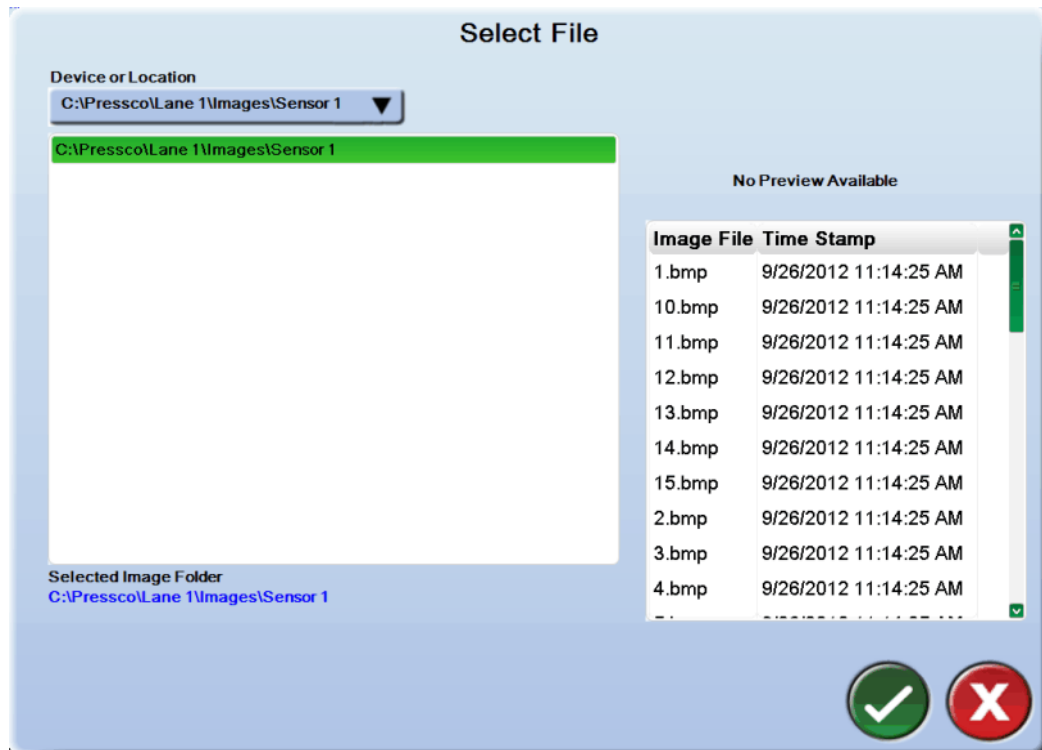 Select File
Device or Location
C:\Pressco\Lane 1\Images\Sensor 1
C:\Pressco\Lane 1\Images\Sensor 1
No Preview Available
Image File Time Stamp
1.bmp 9/26/2012 11:14:25 AM
10.bmp 9/26/2012 11:14:25 AM
11.bmp 9/26/2012 11:14:25 AM
12.bmp 9/26/2012 11:14:25 AM
13.bmp 9/26/2012 11:14:25 AM
14.bmp 9/26/2012 11:14:25 AM
15.bmp 9/26/2012 11:14:25 AM
2.bmp 9/26/2012 11:14:25 AM
3.bmp 9/26/2012 11:14:25 AM
4.bmp 9/26/2012 11:14:25 AM
Selected Image Folder
C:\Pressco\Lane 1\Images\Sensor 1